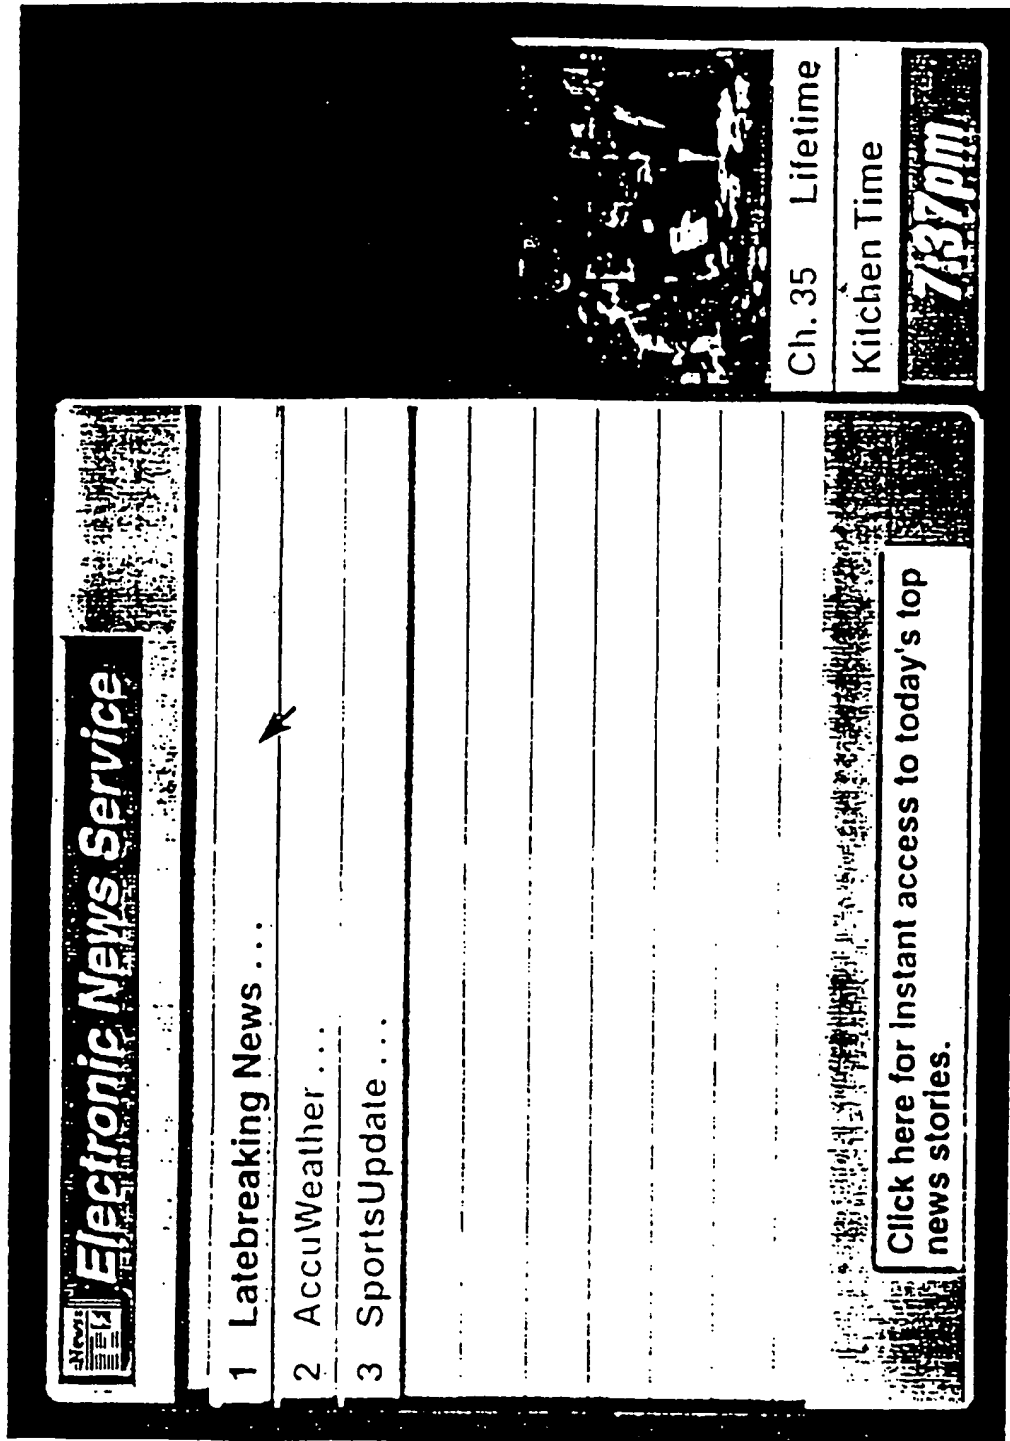 News
Electronic News Service
1 Latebreaking News ...
2 AccuWeather ...
3 SportsUpdate ...
Click here for Instant access to today's top
news stories.
Ch. 35 Lifetime
Kitchen Time
7:37pm